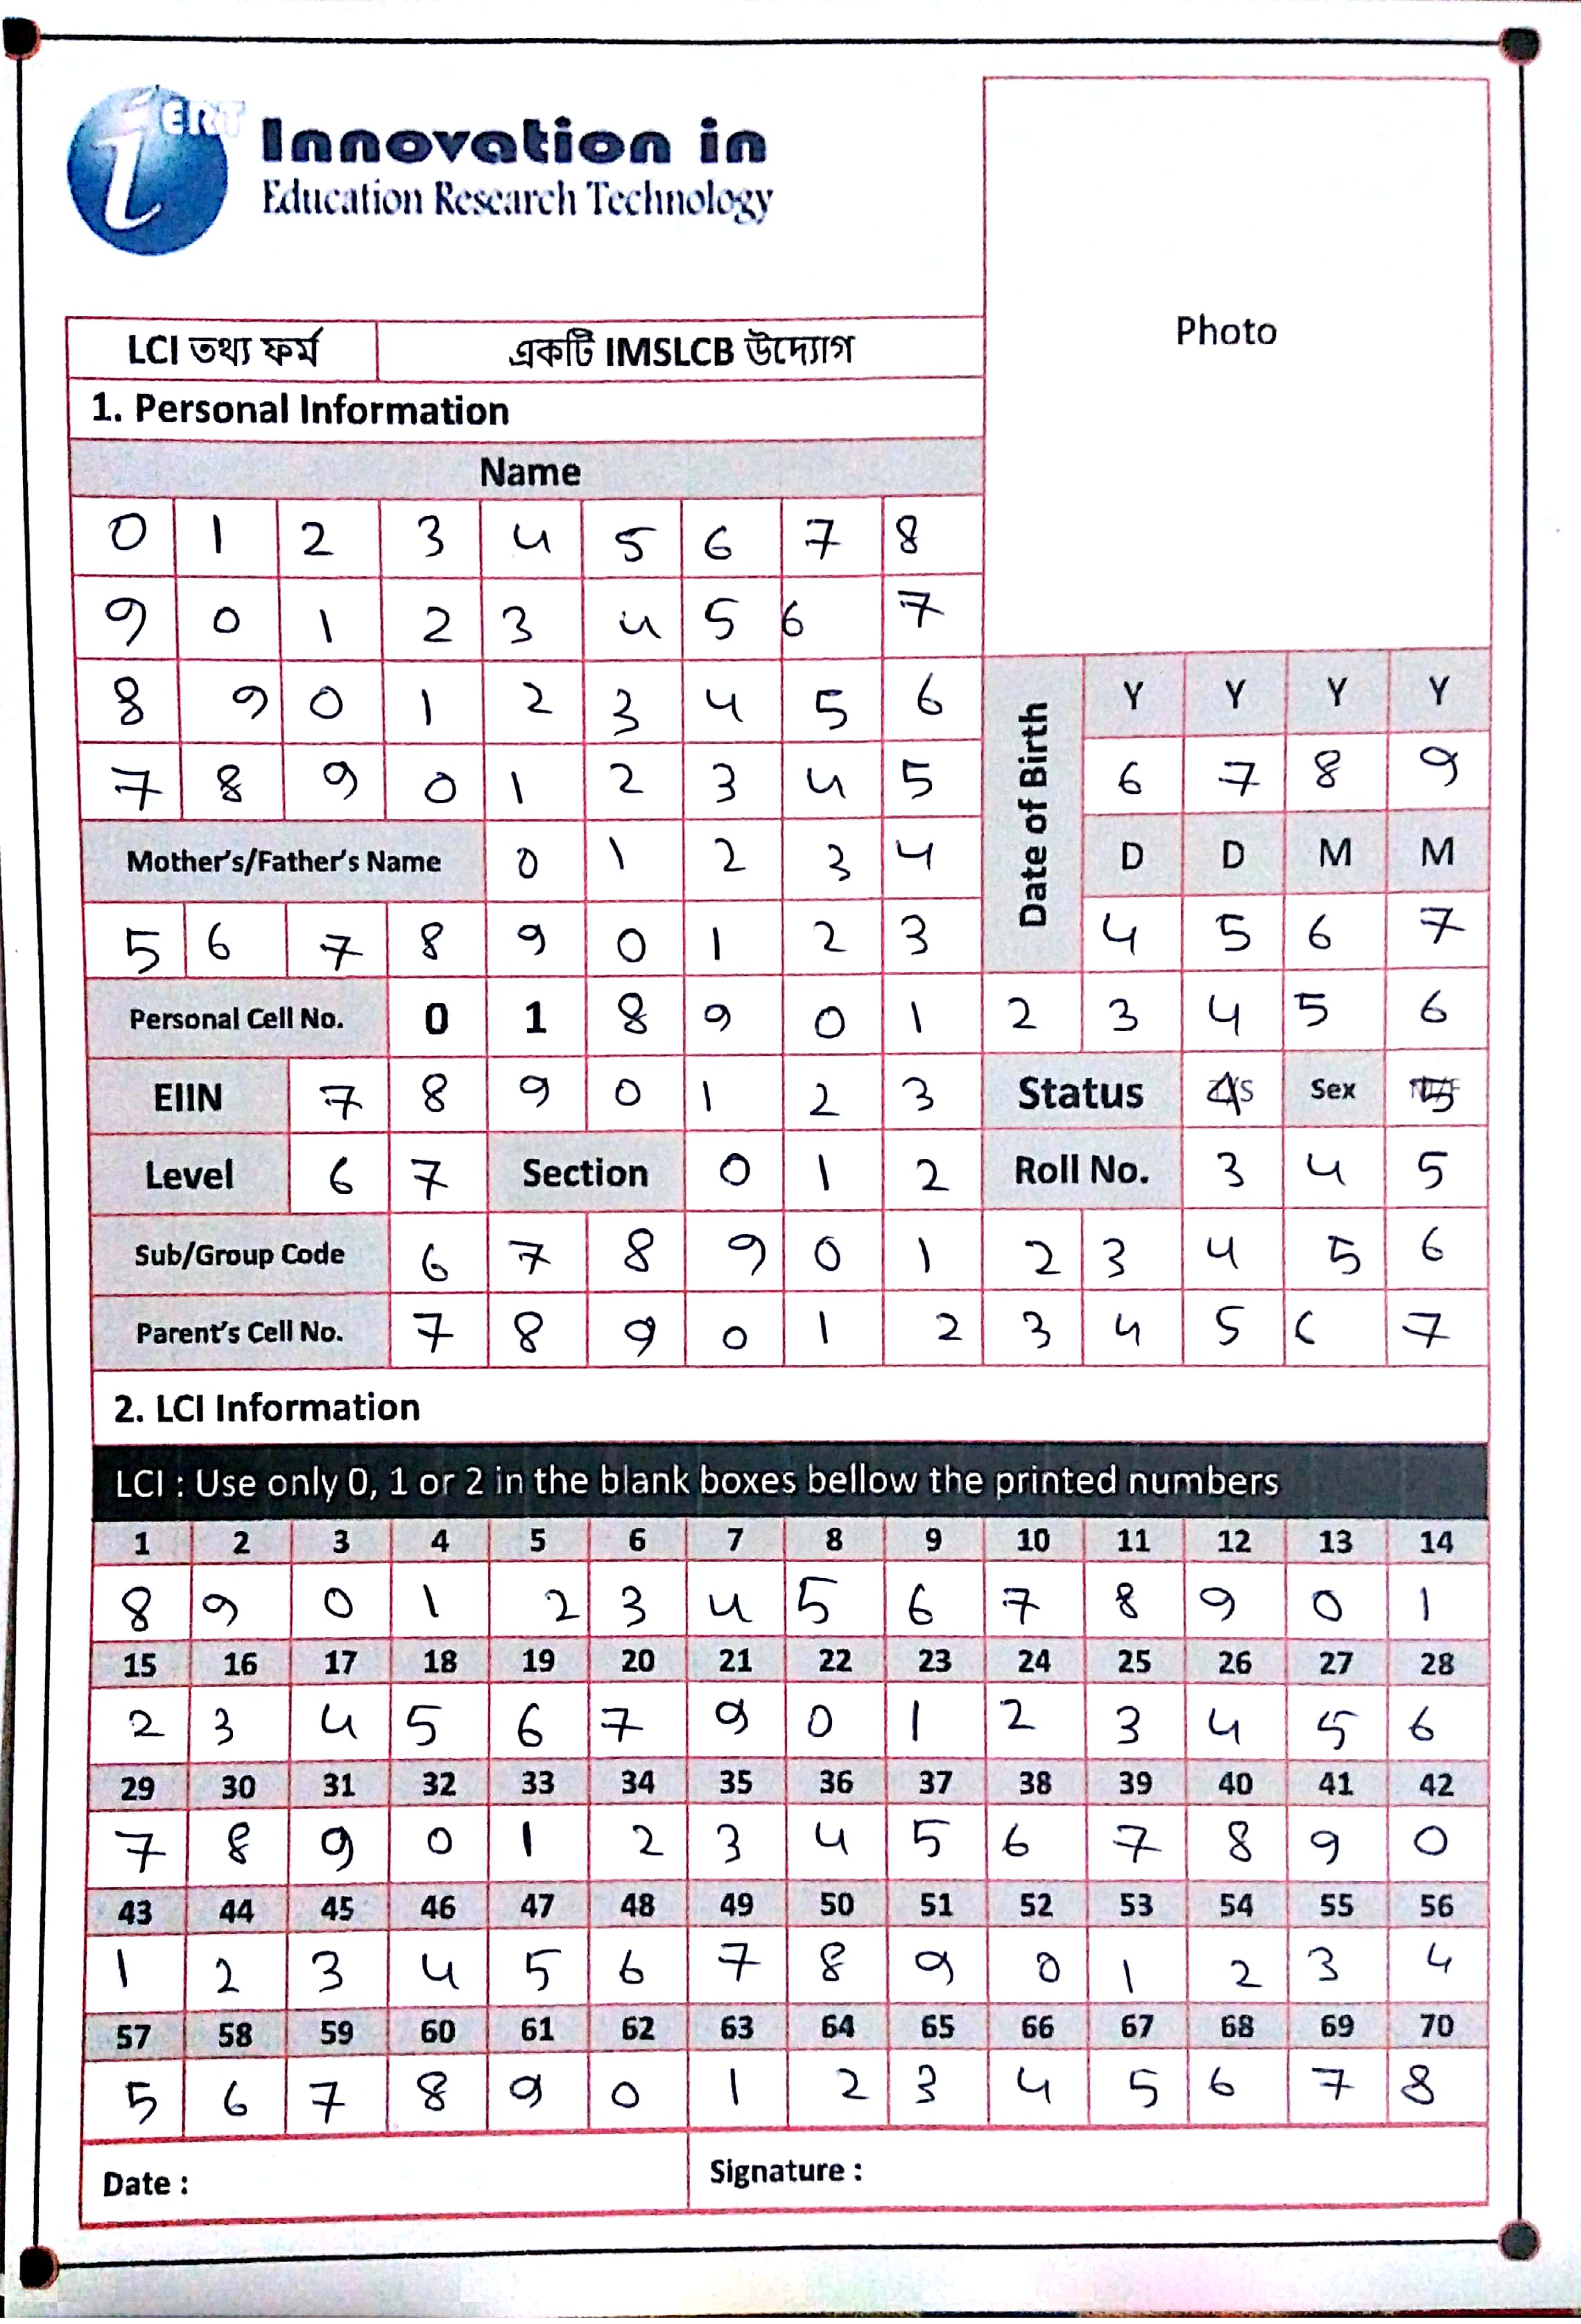 iERT
Innovation in
Education Research Technology
Photo
LCI তথ্য ফর্ম একটি IMSLCB উদ্যোগ
1. Personal Information
Name
0 1 2 3 4 5 6 7 8
9 0 1 2 3 4 5 6 7
8 9 0 1 2 3 4 5 6
7 8 9 0 1 2 3 4 5
Date of Birth
Y Y Y Y
6 7 8 9
D D M M
4 5 6 7
Mother's/Father's Name 0 1 2 3 4
5 6 7 8 9 0 1 2 3
Personal Cell No. 0 1 8 9 0 1 2 3 4 5 6
EIIN 7 8 9 0 1 2 3 Status 4 Sex 5
Level 6 7 Section 0 1 2 Roll No. 3 4 5
Sub/Group Code 6 7 8 9 0 1 2 3 4 5 6
Parent's Cell No. 7 8 9 0 1 2 3 4 5 6 7
2. LCI Information
LCI : Use only 0, 1 or 2 in the blank boxes bellow the printed numbers
1 2 3 4 5 6 7 8 9 10 11 12 13 14
8 9 0 1 2 3 4 5 6 7 8 9 0 1
15 16 17 18 19 20 21 22 23 24 25 26 27 28
2 3 4 5 6 7 9 0 1 2 3 4 5 6
29 30 31 32 33 34 35 36 37 38 39 40 41 42
7 8 9 0 1 2 3 4 5 6 7 8 9 0
43 44 45 46 47 48 49 50 51 52 53 54 55 56
1 2 3 4 5 6 7 8 9 0 1 2 3 4
57 58 59 60 61 62 63 64 65 66 67 68 69 70
5 6 7 8 9 0 1 2 3 4 5 6 7 8
Date : Signature :